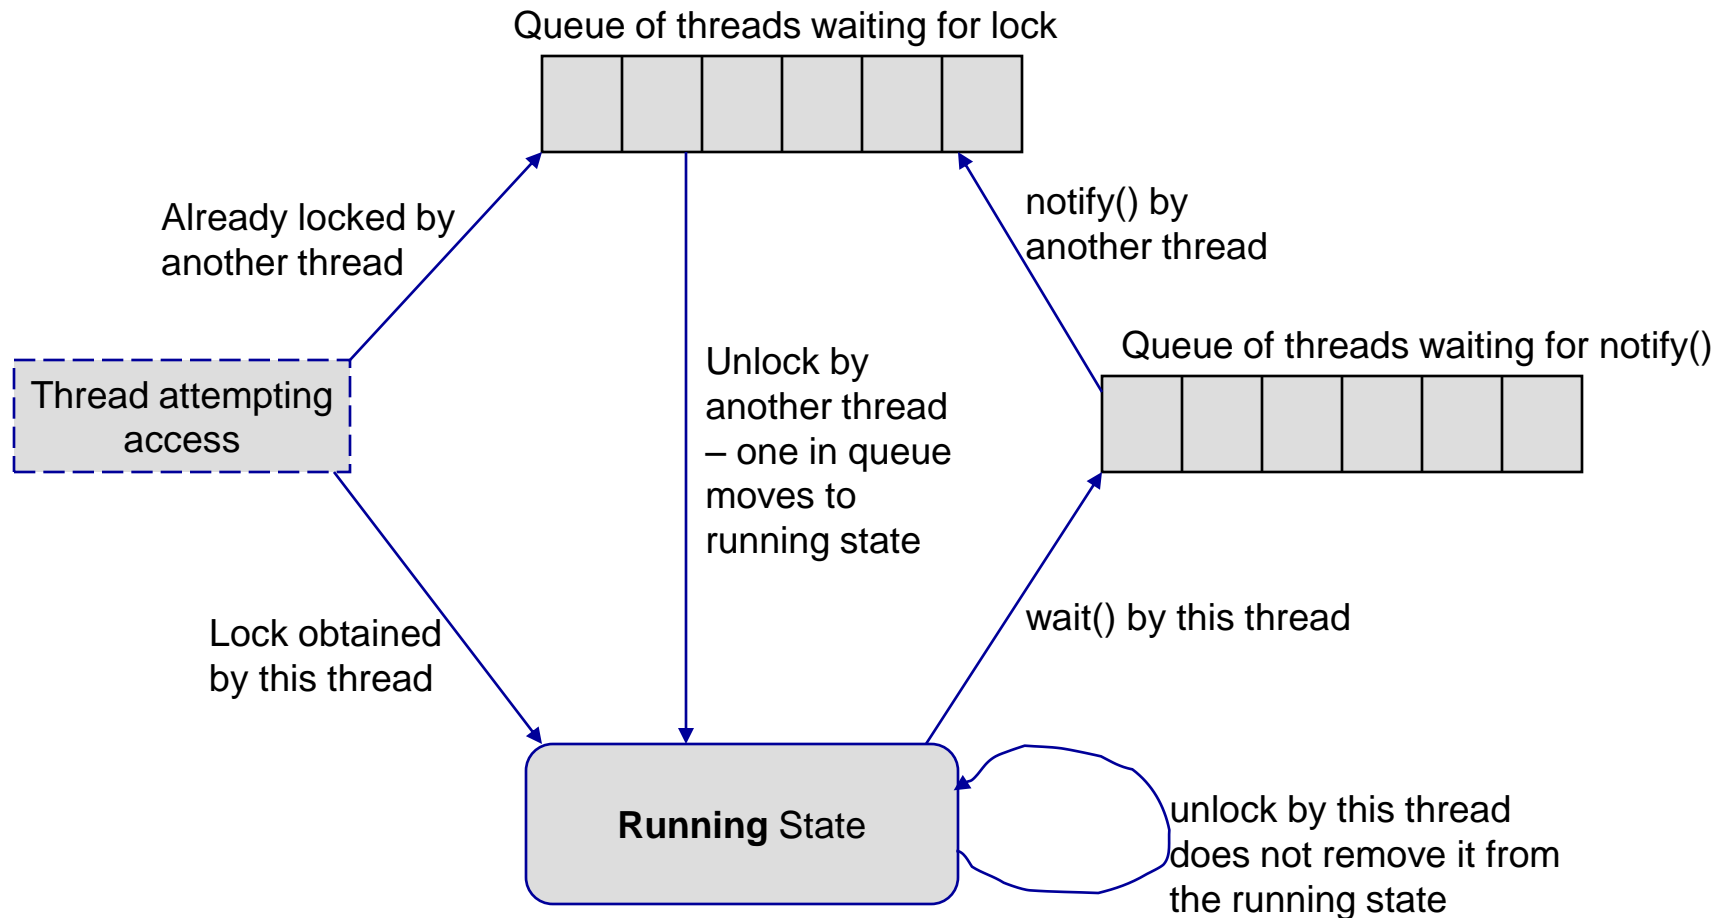 Queue of threads waiting for lock
Already locked by
another thread
notify() by
another thread
Queue of threads waiting for notify()
Thread attempting
access
Unlock by
another thread
– one in queue
moves to
running state
Lock obtained
by this thread
wait() by this thread
Running State
unlock by this thread
does not remove it from
the running state